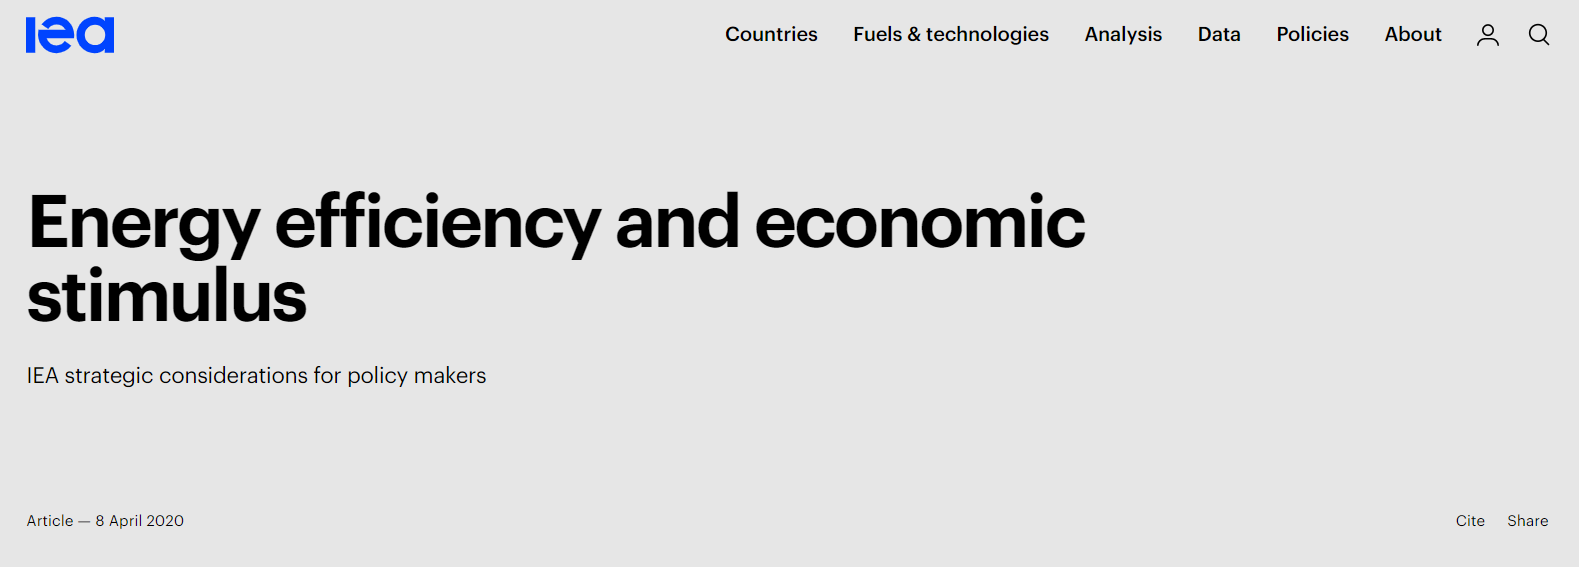 iea
Countries Fuels & technologies Analysis Data Policies About
Energy efficiency and economic
stimulus
IEA strategic considerations for policy makers
Article — 8 April 2020
Cite Share